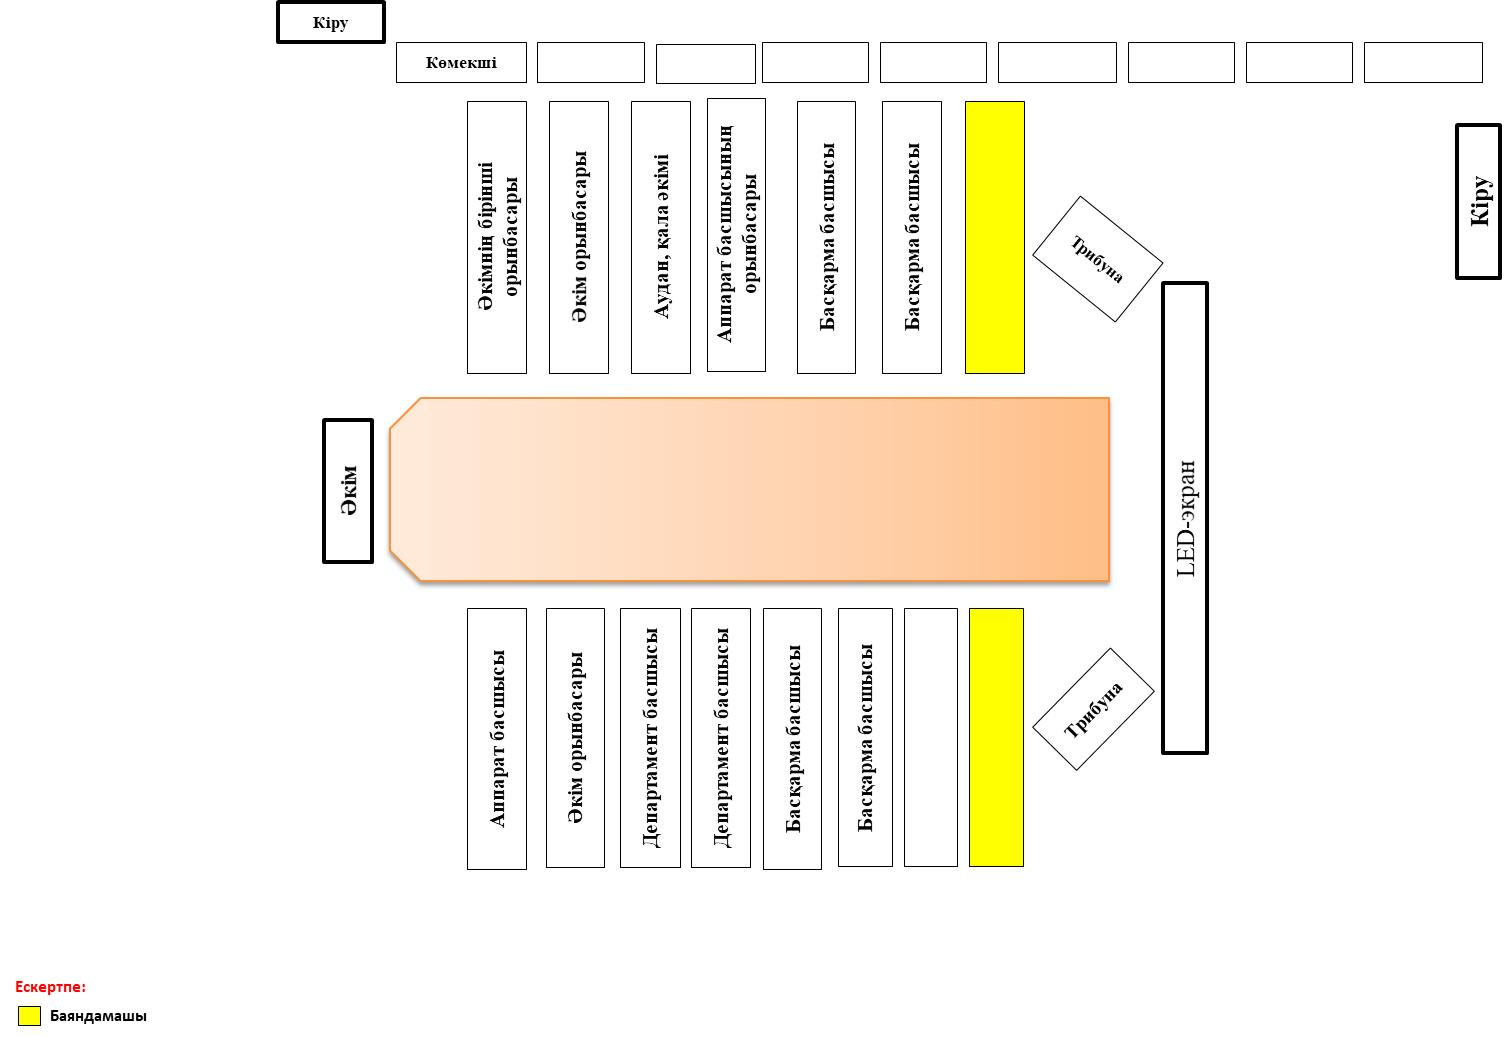 Кіру
Көмекші
Әкімнің бірінші
орынбасары
Әкім орынбасары
Аудан, қала әкімі
Аппарат басшысының
орынбасары
Басқарма басшысы
Басқарма басшысы
Трибуна
Кіру
Әкім
LED-экран
Аппарат басшысы
Әкім орынбасары
Департамент басшысы
Департамент басшысы
Басқарма басшысы
Басқарма басшысы
Трибуна
Ескертпе:
Баяндамашы